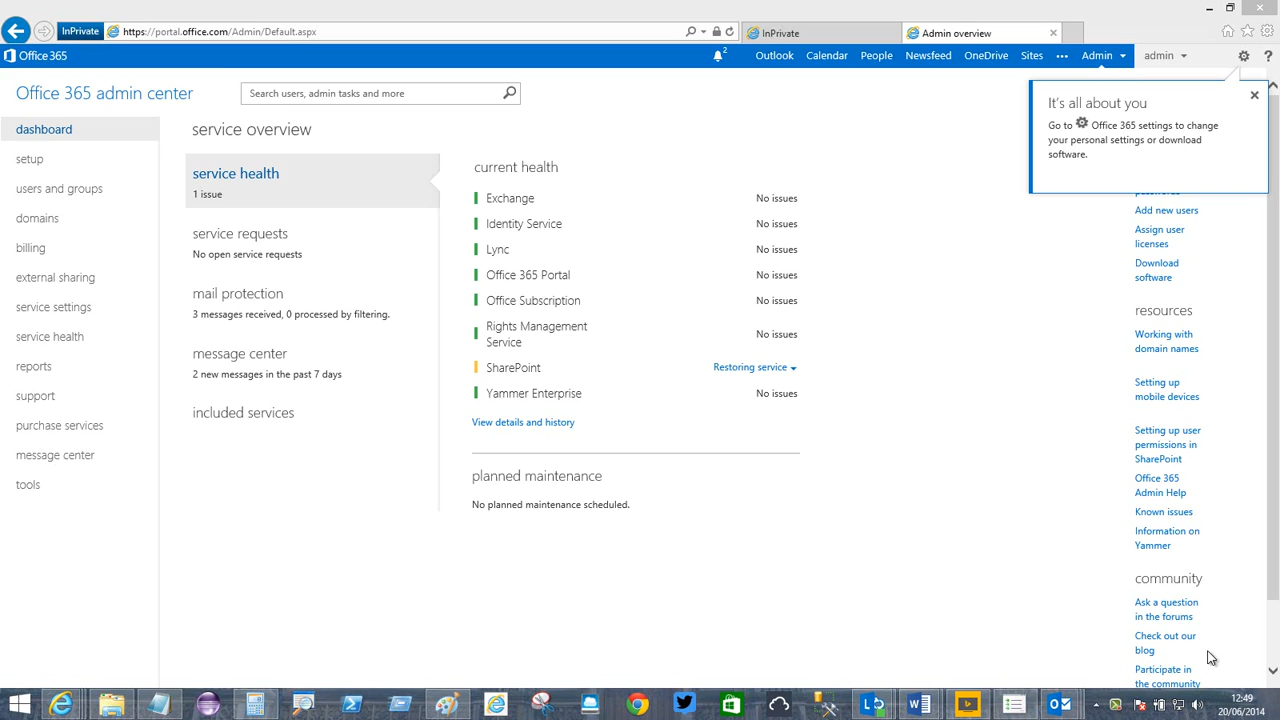 InPrivate
https://portal.office.com/Admin/Default.aspx
InPrivate
Admin overview
Office 365
2
Outlook
Calendar
People
Newsfeed
OneDrive
Sites
Admin
admin
?
Office 365 admin center
Search users, admin tasks and more
It's all about you
Go to Office 365 settings to change
your personal settings or download
software.
dashboard
setup
users and groups
domains
billing
external sharing
service settings
service health
reports
support
purchase services
message center
tools
service overview
service health
1 issue
service requests
No open service requests
mail protection
3 messages received, 0 processed by filtering.
message center
2 new messages in the past 7 days
included services
current health
Exchange No issues
Identity Service No issues
Lync No issues
Office 365 Portal No issues
Office Subscription No issues
Rights Management
Service No issues
SharePoint Restoring service
Yammer Enterprise No issues
View details and history
planned maintenance
No planned maintenance scheduled.
Add new users
Assign user
licenses
Download
software
resources
Working with
domain names
Setting up
mobile devices
Setting up user
permissions in
SharePoint
Office 365
Admin Help
Known issues
Information on
Yammer
community
Ask a question
in the forums
Check out our
blog
Participate in
the community
12:49
20/06/2014